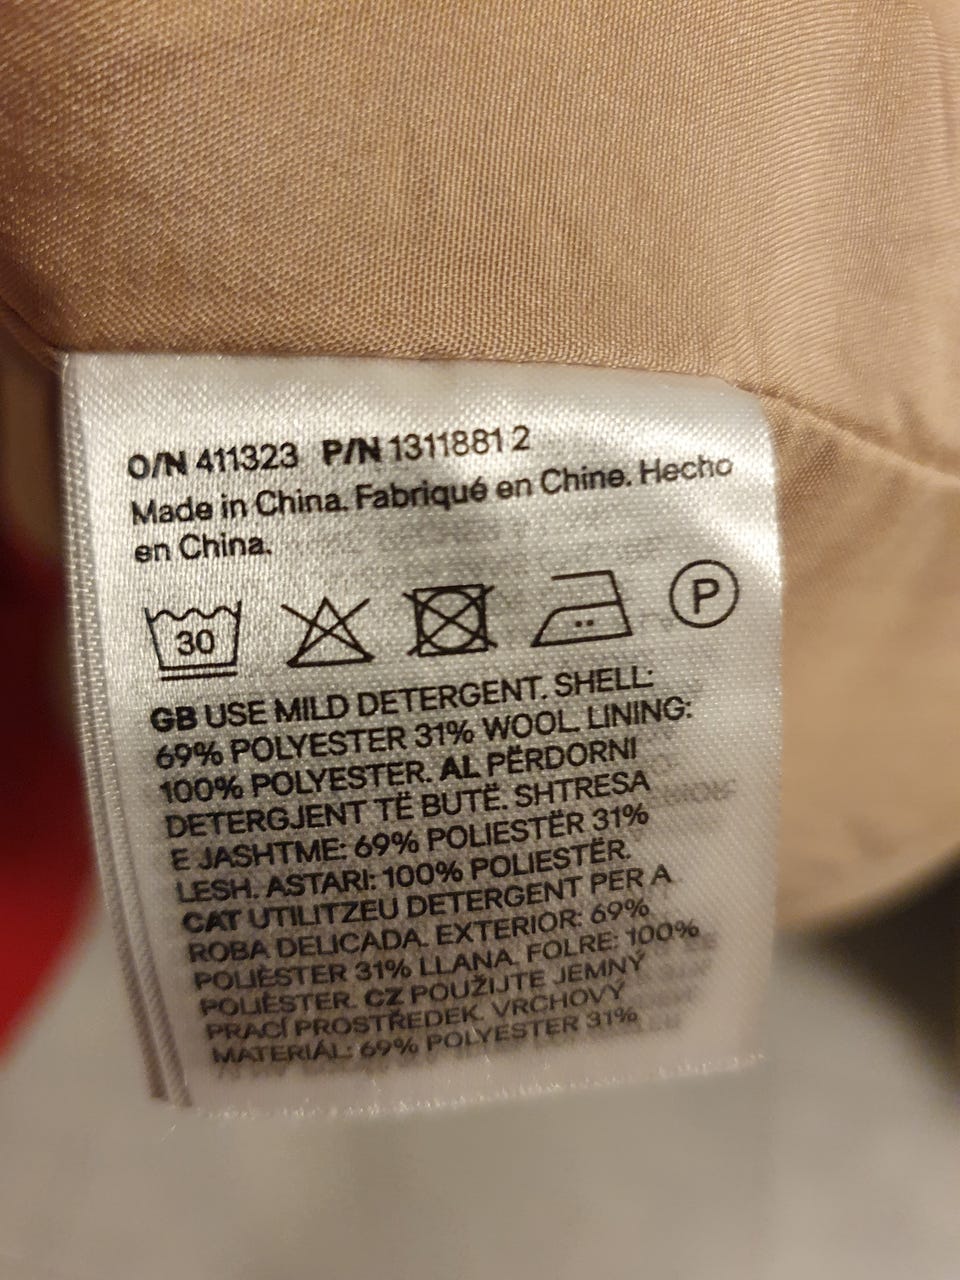 O/N 411323 P/N 1311881 2
Made in China. Fabriqué en Chine. Hecho
en China.
30
P
GB USE MILD DETERGENT. SHELL:
69% POLYESTER 31% WOOL. LINING:
100% POLYESTER. AL PËRDORNI
DETERGJENT TË BUTË. SHTRESA
E JASHTME: 69% POLIESTËR 31%
LESH. ASTARI: 100% POLIESTËR.
CAT UTILITZEU DETERGENT PER A
ROBA DELICADA. EXTERIOR: 69%
POLIÈSTER 31% LLANA. FOLRE: 100%
POLIÈSTER. CZ POUŽIJTE JEMNÝ
PRACÍ PROSTŘEDEK. VRCHOVÝ
MATERIÁL: 69% POLYESTER 31%